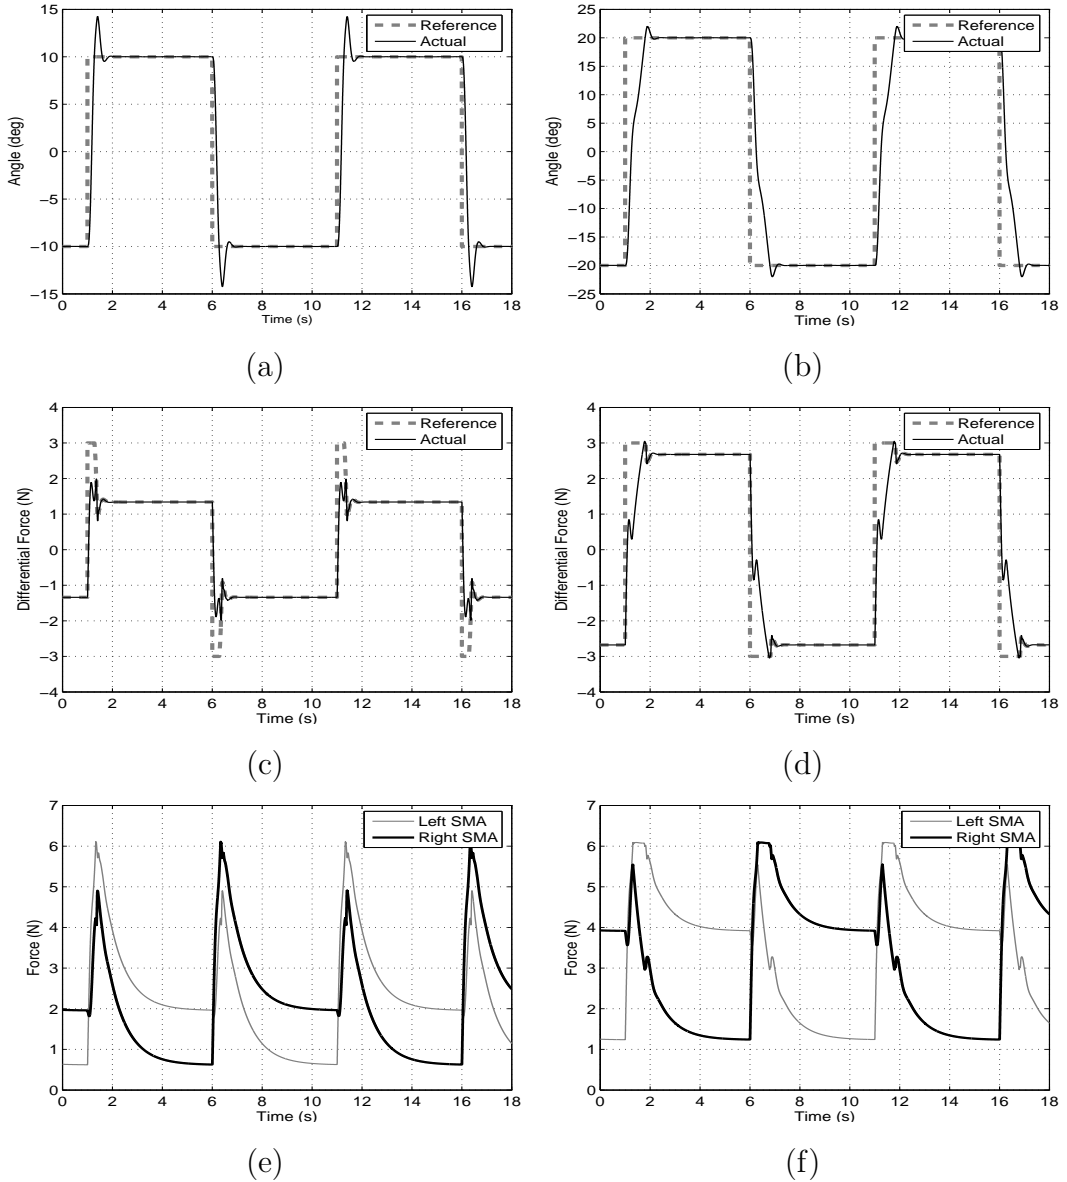 15
10
5
0
−5
−10
−15
Angle (deg)
0 2 4 6 8 10 12 14 16 18
Time (s)
Reference
Actual
(a)
25
20
15
10
5
0
−5
−10
−15
−20
−25
Angle (deg)
0 2 4 6 8 10 12 14 16 18
Time (s)
Reference
Actual
(b)
4
3
2
1
0
−1
−2
−3
−4
Differential Force (N)
0 2 4 6 8 10 12 14 16 18
Time (s)
Reference
Actual
(c)
4
3
2
1
0
−1
−2
−3
−4
Differential Force (N)
0 2 4 6 8 10 12 14 16 18
Time (s)
Reference
Actual
(d)
7
6
5
4
3
2
1
0
Force (N)
0 2 4 6 8 10 12 14 16 18
Time (s)
Left SMA
Right SMA
(e)
7
6
5
4
3
2
1
0
Force (N)
0 2 4 6 8 10 12 14 16 18
Time (s)
Left SMA
Right SMA
(f)